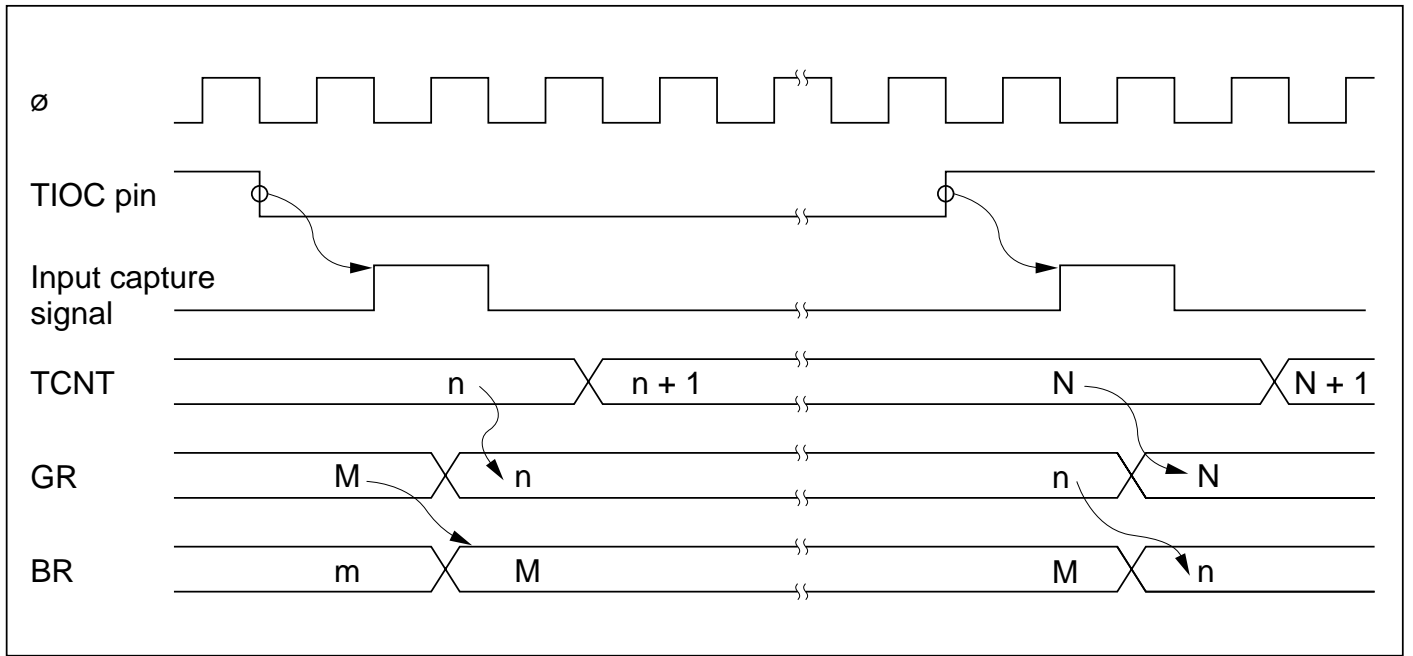 ø
TIOC pin
Input capture
signal
TCNT n n + 1 N N + 1
GR M n n N
BR m M M n